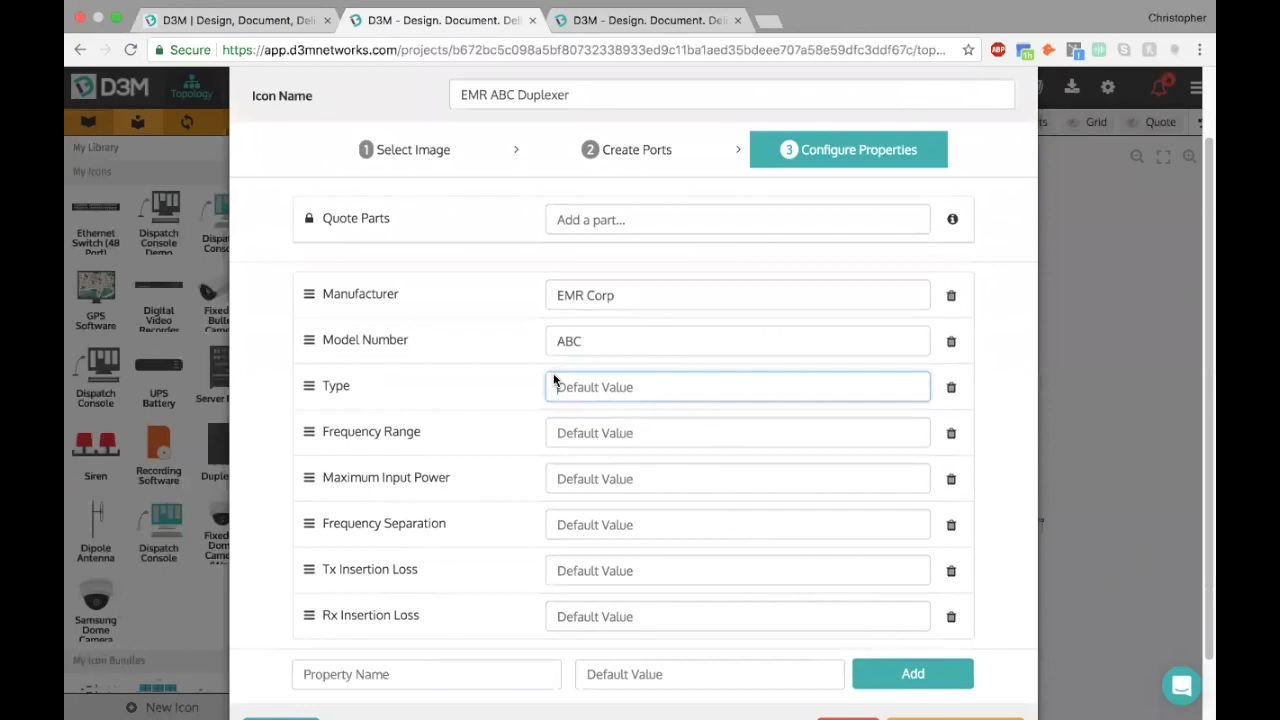 Christopher
D3M | Design, Document, Deli
D3M - Design. Document. Deli
D3M - Design. Document. Deli
Secure https://app.d3mnetworks.com/projects/b672bc5c098a5bf80732338933ed9c11ba1aed35bdeee707a58e59dfc3ddf67c/top...
ABP
1h
1
D3M
Topology
Icon Name
EMR ABC Duplexer
Grid
Quote
1 Select Image
2 Create Ports
3 Configure Properties
My Library
My Icons
Ethernet Switch (48 Port)
Dispatch Console Demo
GPS Software
Digital Video Recorder
Dispatch Console
UPS Battery
Siren
Recording Software
Dipole Antenna
Dispatch Console
Samsung Dome Camera
My Icon Bundles
New Icon
Quote Parts
Add a part...
Manufacturer
EMR Corp
Model Number
ABC
Type
Default Value
Frequency Range
Default Value
Maximum Input Power
Default Value
Frequency Separation
Default Value
Tx Insertion Loss
Default Value
Rx Insertion Loss
Default Value
Property Name
Default Value
Add